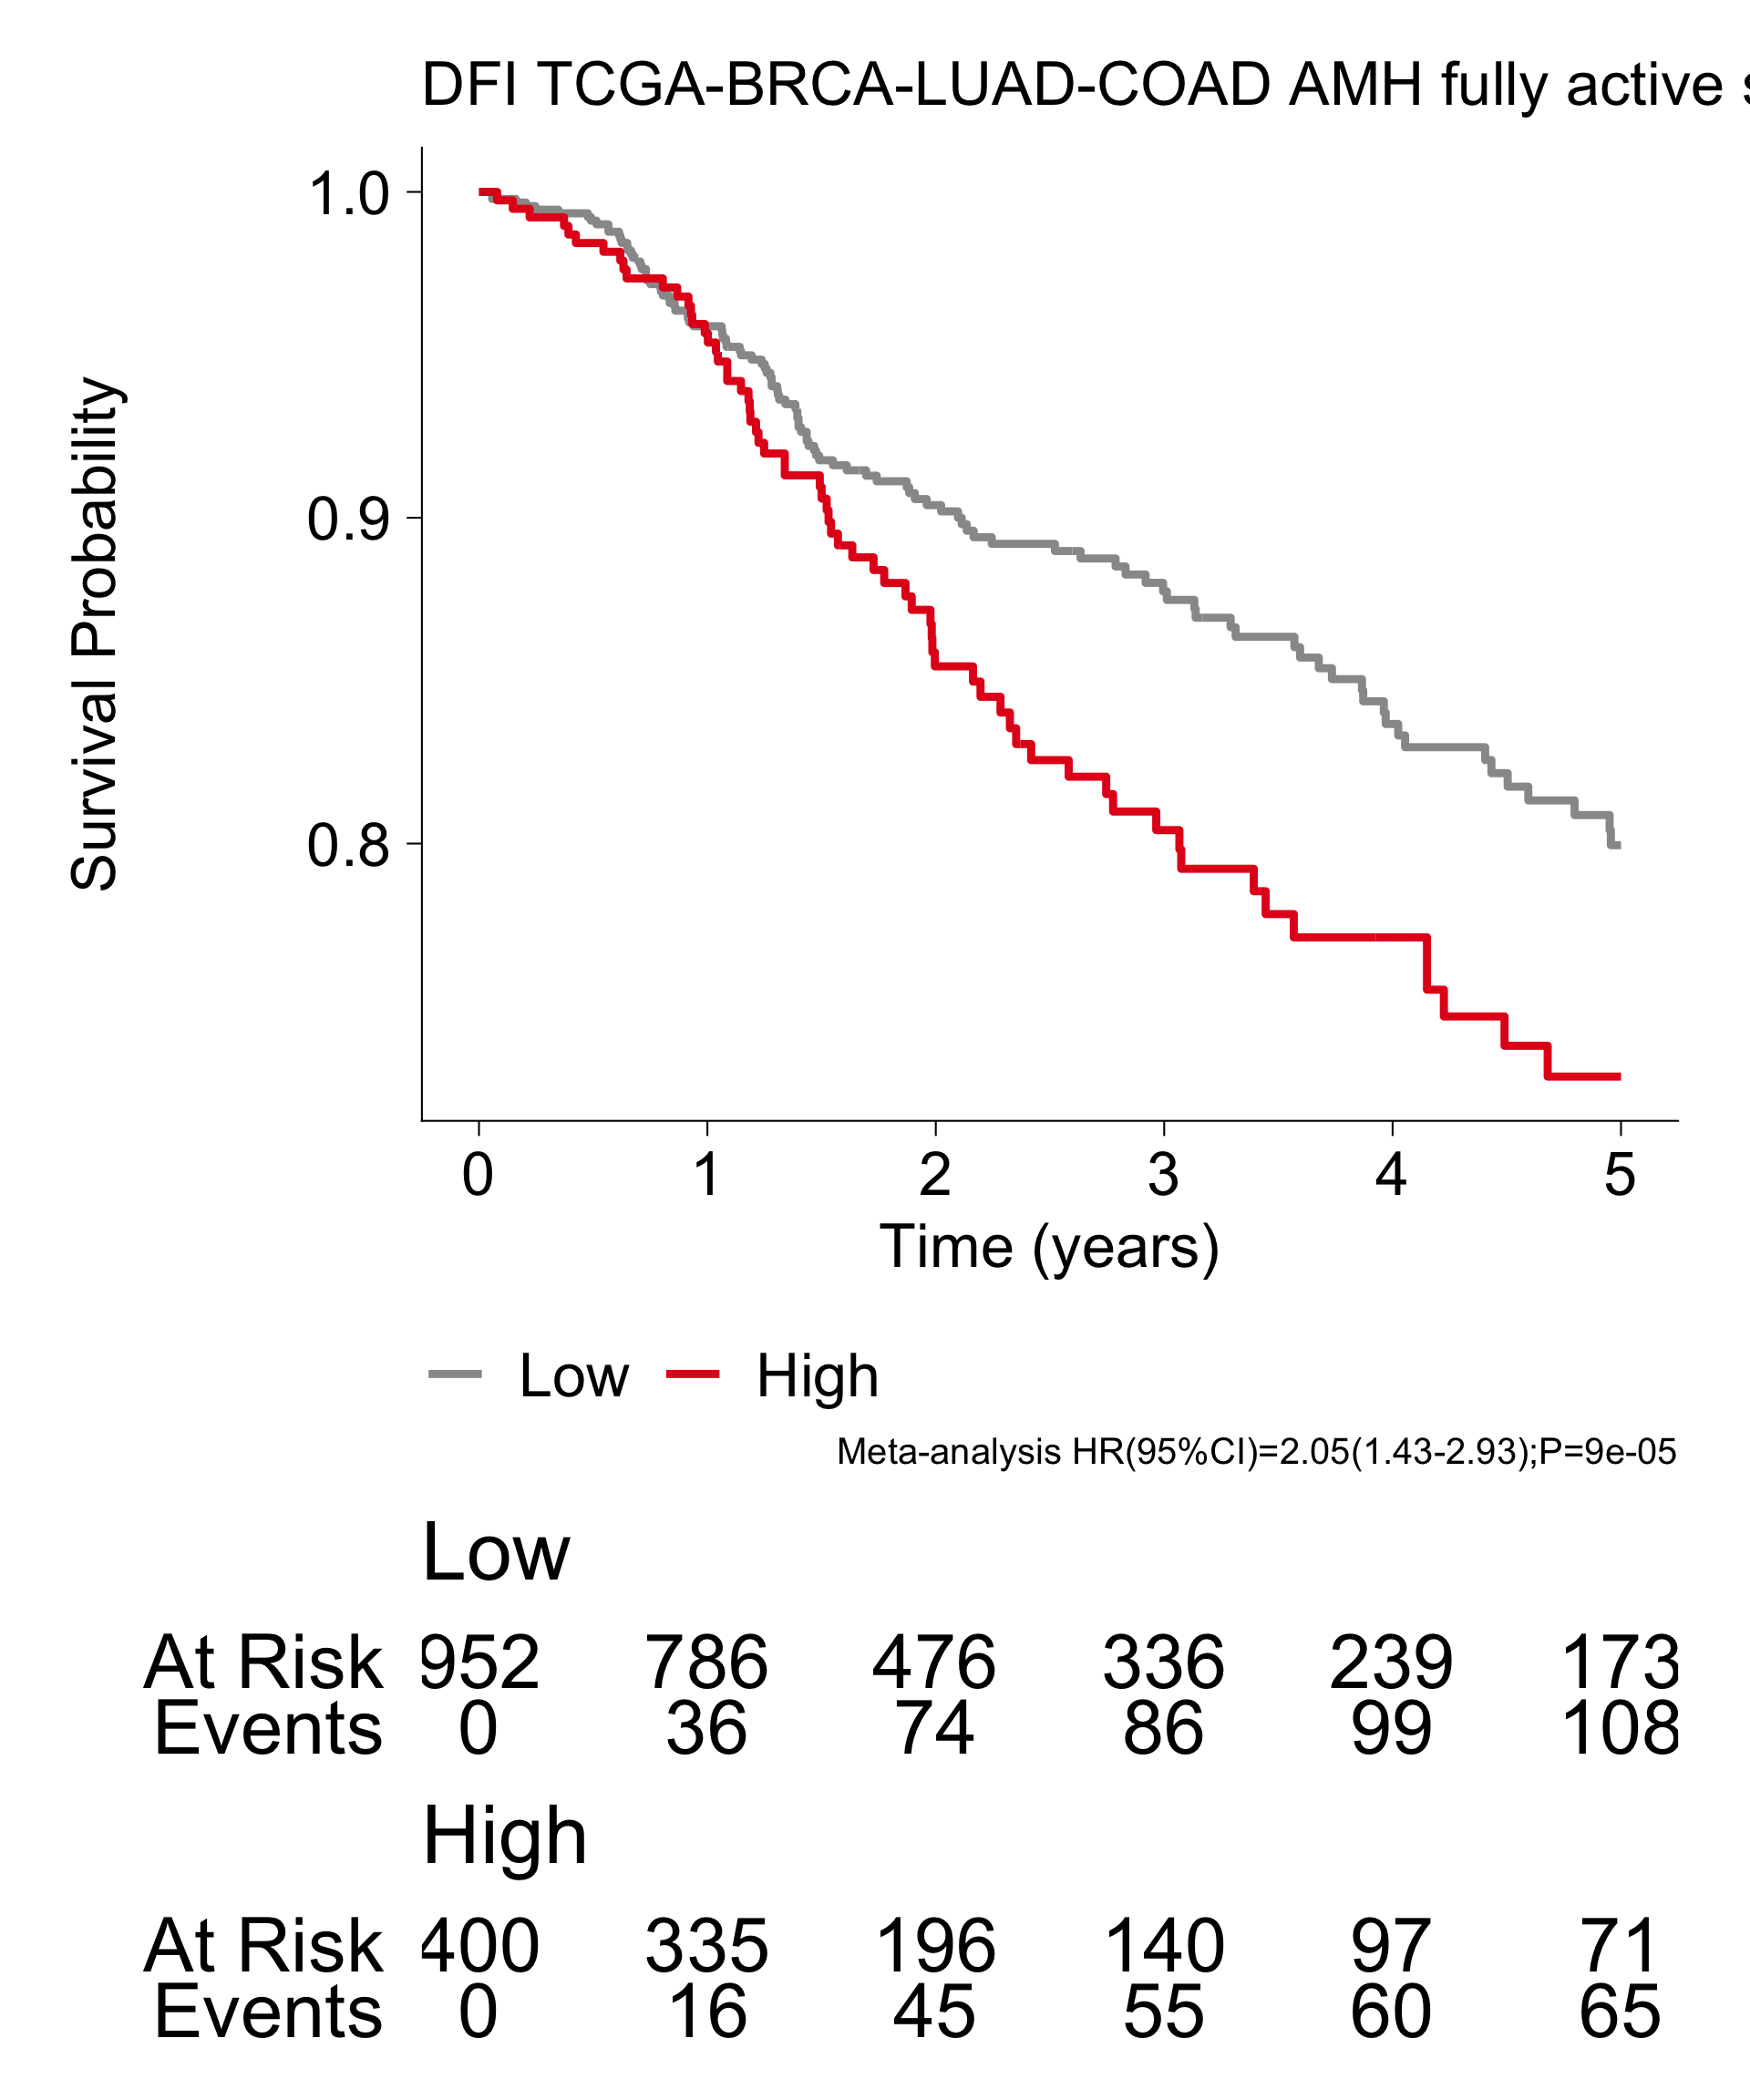 DFI TCGA-BRCA-LUAD-COAD AMH fully active
1.0
0.9
0.8
Survival Probability
0 1 2 3 4 5
Time (years)
Low High
Meta-analysis HR(95%CI)=2.05(1.43-2.93);P=9e-05
Low
At Risk 952 786 476 336 239 173
Events 0 36 74 86 99 108
High
At Risk 400 335 196 140 97 71
Events 0 16 45 55 60 65